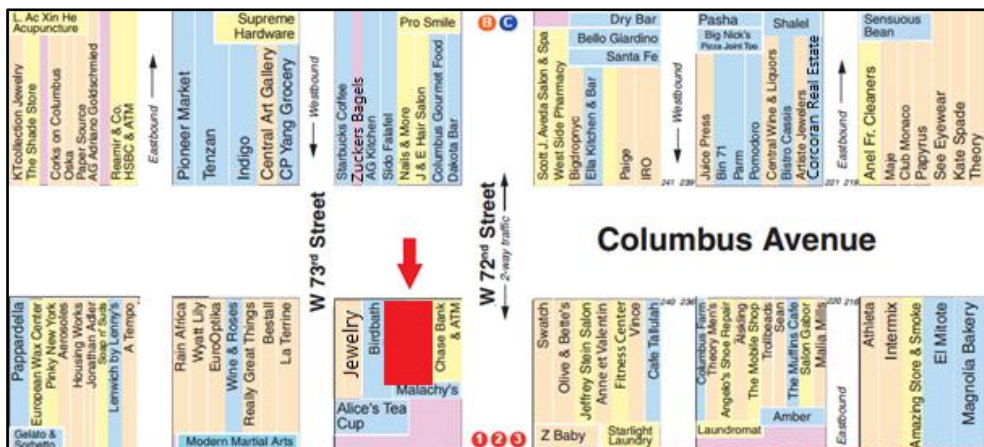 L. Ac Xin He
Acupuncture
KTcollection Jewelry
The Shade Store
Corks on Columbus
Oska
Paper Source
AG Adriano Goldschmied
Reamir & Co.
HSBC & ATM
Eastbound
Pioneer Market
Tenzan
Supreme
Hardware
Indigo
Central Art Gallery
CP Yang Grocery
Westbound
W 73rd Street
Starbucks Coffee
Zuckers Bagels
AG Kitchen
Sido Falafel
Pro Smile
Nails & More
J & E Hair Salon
Columbus Gourmet Food
Dakota Bar
B C
W 72nd Street
2-way traffic
Dry Bar
Bello Giardino
Santa Fe
Scott J. Aveda Salon & Spa
West Side Pharmacy
Bigdropnyc
Ella Kitchen & Bar
Paige
IRO
241
Westbound
239
Pasha
Big Nick's
Pizza Joint Too
Juice Press
Bin 71
Parm
Pomodoro
Shalel
Central Wine & Liquors
Bistro Cassis
Artiste Jewelers
Corcoran Real Estate
221
Eastbound
219
Sensuous
Bean
Anel Fr. Cleaners
Maje
Club Monaco
Papyrus
See Eyewear
Kate Spade
Theory
Columbus Avenue
Pappardella
European Wax Center
Pinky New York
Aerosoles
Housing Works
Jonathan Adler
Soap n' Suds
Lenwich by Lenny's
A Tempo
Gelato &
Sorbetto
Rain Africa
Wyatt Lily
EuroOptika
Wine & Roses
Really Great Things
Bestall
La Terrine
Modern Martial Arts
Jewelry
Birdbath
Chase Bank
& ATM
Malachy's
Alice's Tea
Cup
1 2 3
Swatch
Olive & Bette's
Jeffrey Stein Salon
Anne et Valentin
Fitness Center
Vince
Cafe Tallulah
240
Z Baby
Starlight
Laundry
236
Columbus Farm
Theory Men's
Angelo's Shoe Repair
Askling
The Mobile Shop
Trollbeads
Sean
The Muffins Cafe
Salon Gabor
Malia Mills
220
Laundromat
Amber
Eastbound
216
Athleta
Intermix
Amazing Store & Smoke
El Mitote
Magnolia Bakery